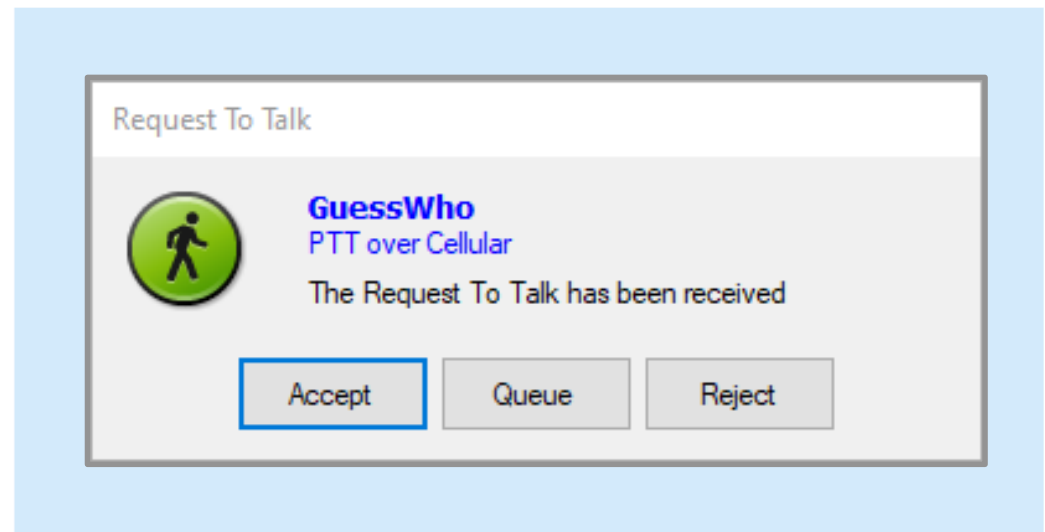 Request To Talk
GuessWho
PTT over Cellular
The Request To Talk has been received
Accept Queue Reject